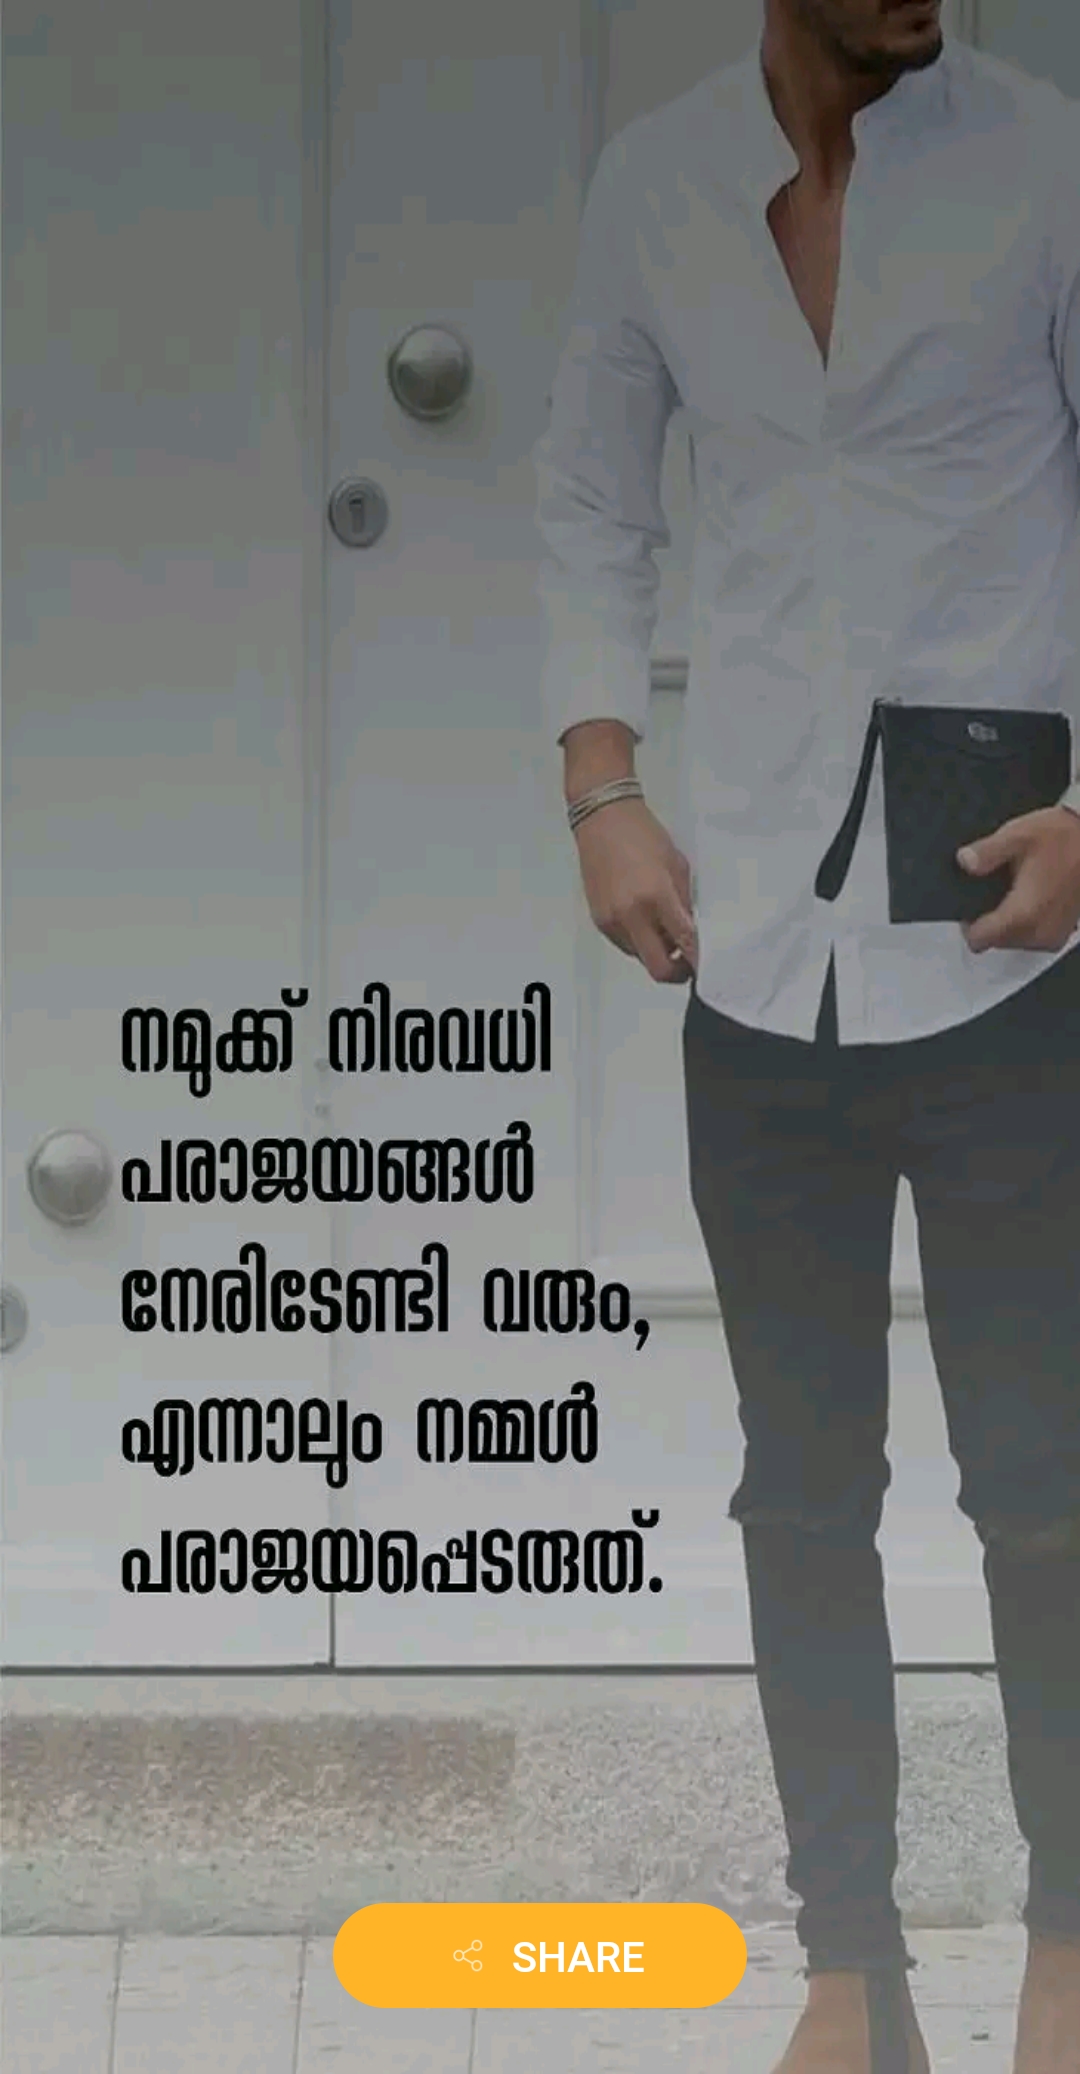 നമുക്ക് നിരവധി
പരാജയങ്ങൾ
നേരിടേണ്ടി വരും,
എന്നാലും നമ്മൾ
പരാജയപ്പെടരുത്.
SHARE